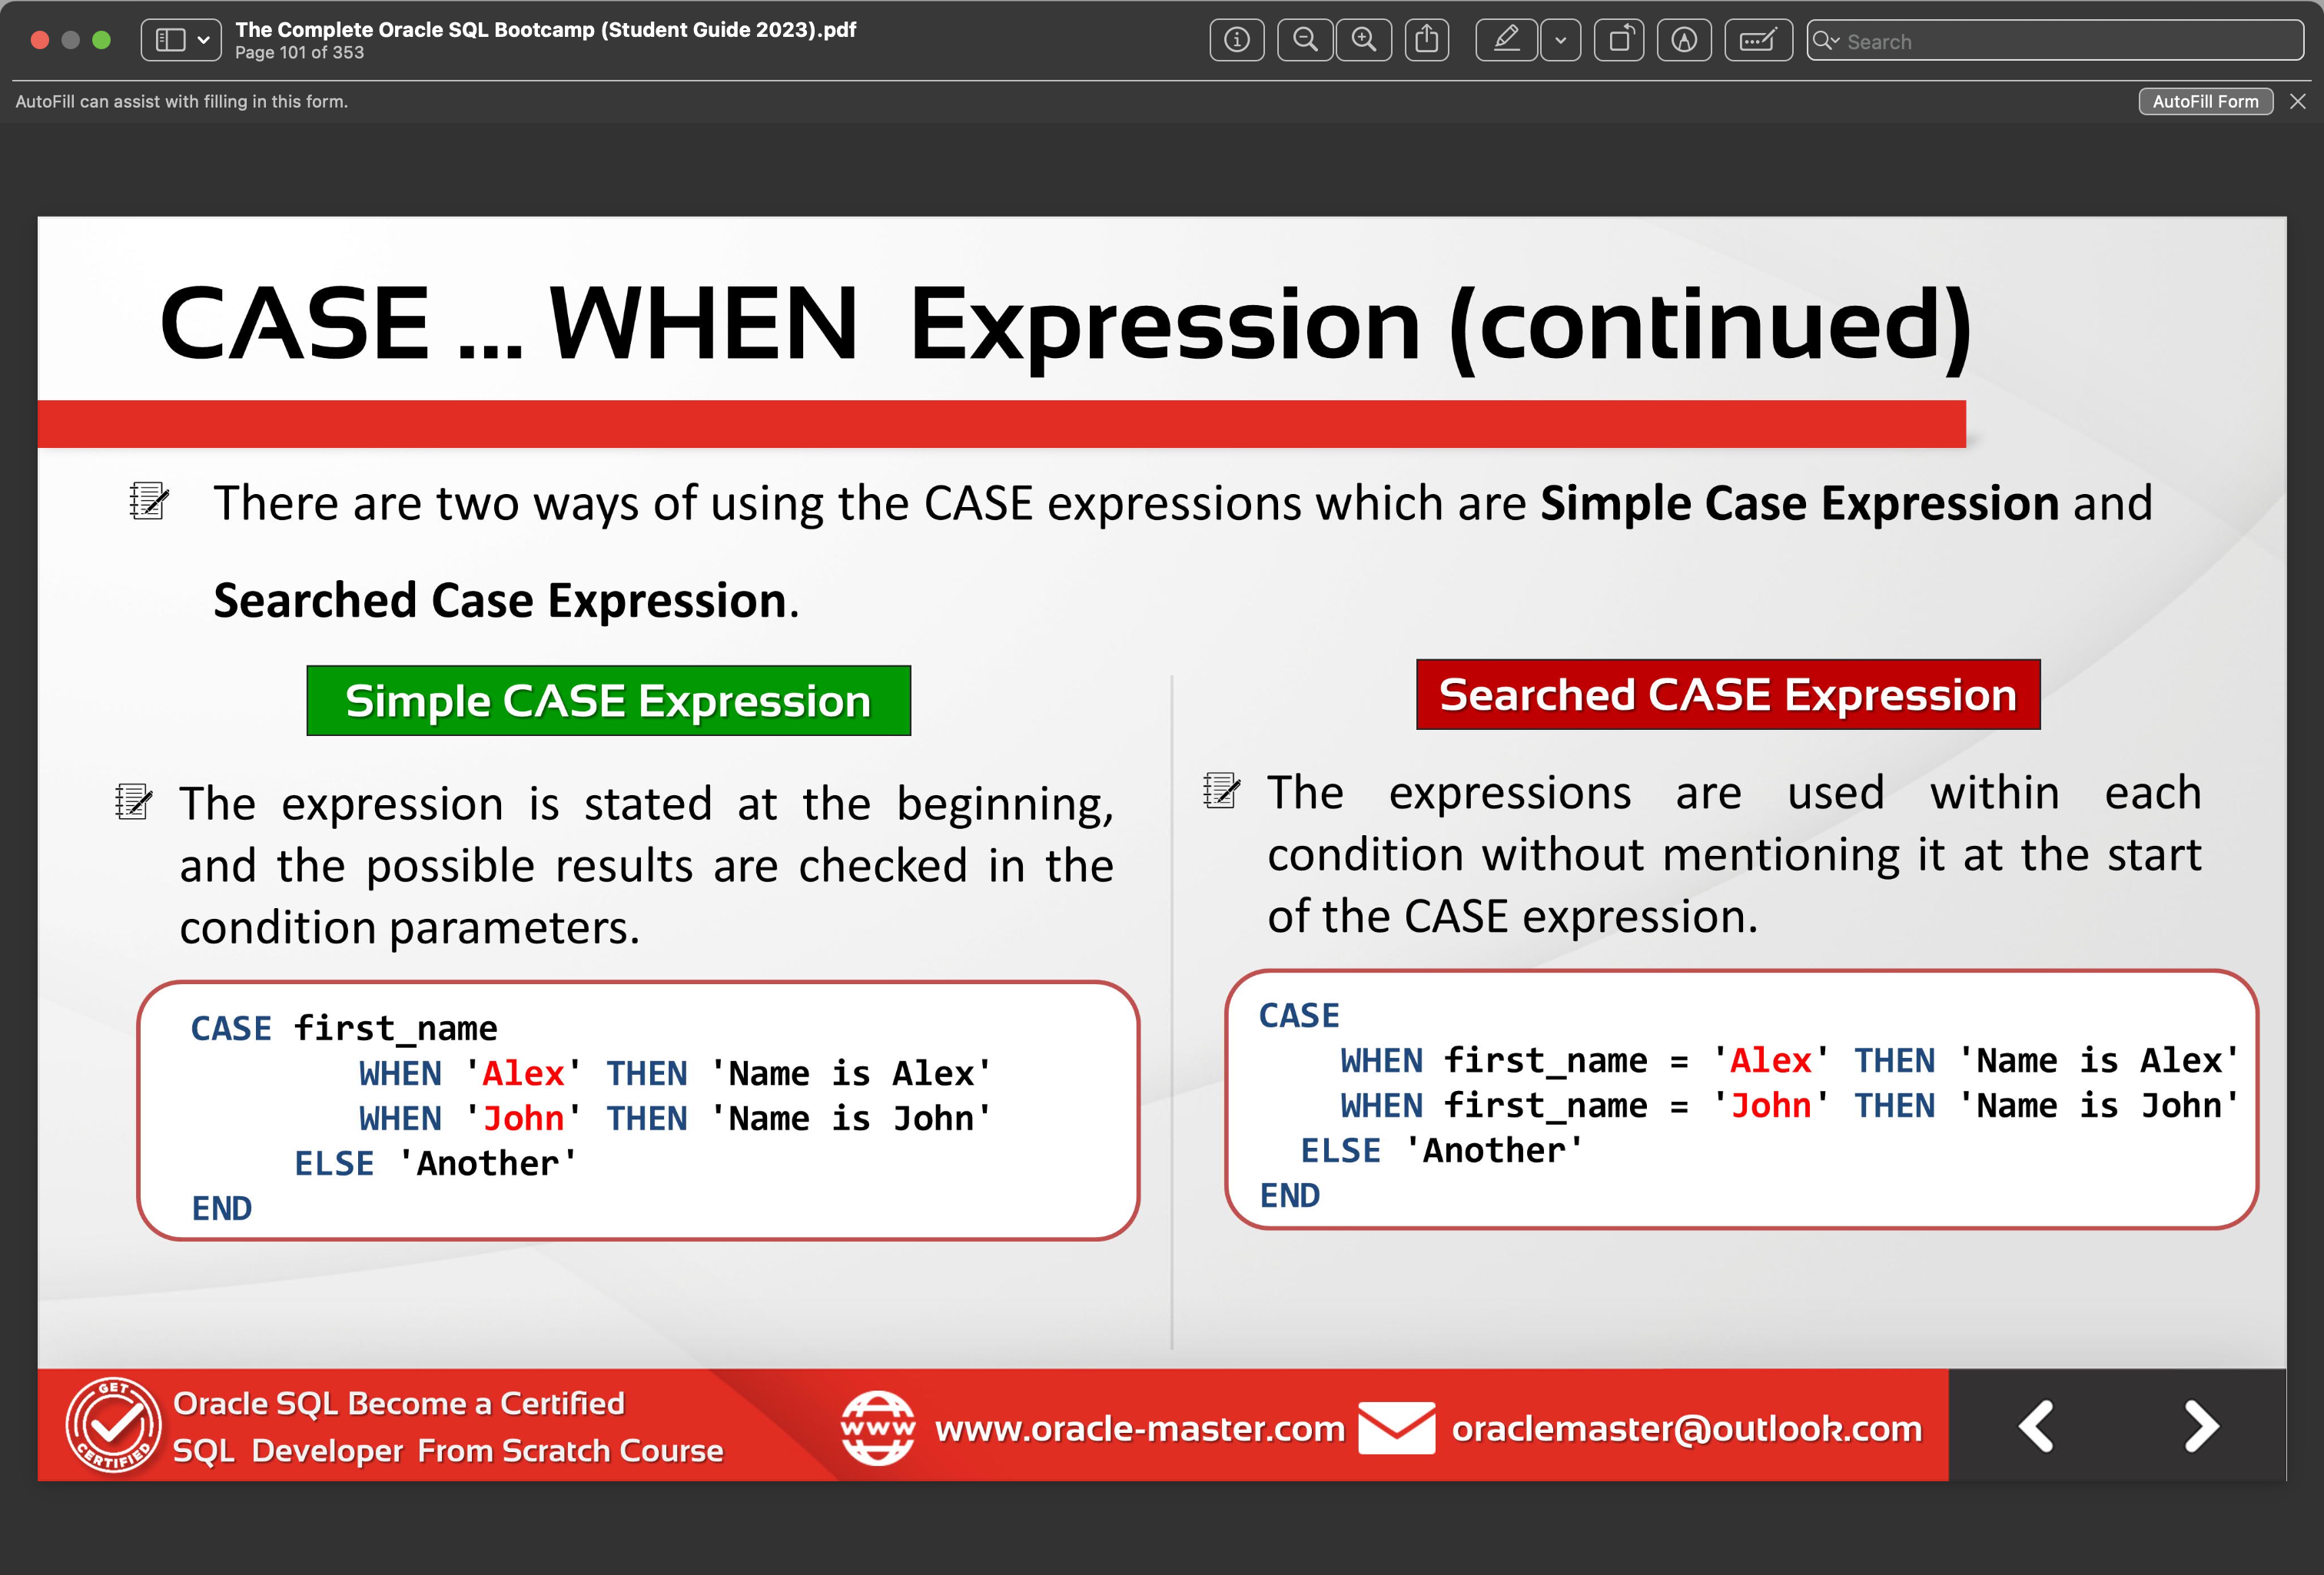 The Complete Oracle SQL Bootcamp (Student Guide 2023).pdf
Page 101 of 353
Search
AutoFill can assist with filling in this form.
AutoFill Form
CASE ... WHEN Expression (continued)
There are two ways of using the CASE expressions which are Simple Case Expression and
Searched Case Expression.
Simple CASE Expression
The expression is stated at the beginning,
and the possible results are checked in the
condition parameters.
CASE first_name
WHEN 'Alex' THEN 'Name is Alex'
WHEN 'John' THEN 'Name is John'
ELSE 'Another'
END
Searched CASE Expression
The expressions are used within each
condition without mentioning it at the start
of the CASE expression.
CASE
WHEN first_name = 'Alex' THEN 'Name is Alex'
WHEN first_name = 'John' THEN 'Name is John'
ELSE 'Another'
END
GET
CERTIFIED
Oracle SQL Become a Certified
SQL Developer From Scratch Course
www
www.oracle-master.com
oraclemaster@outlook.com